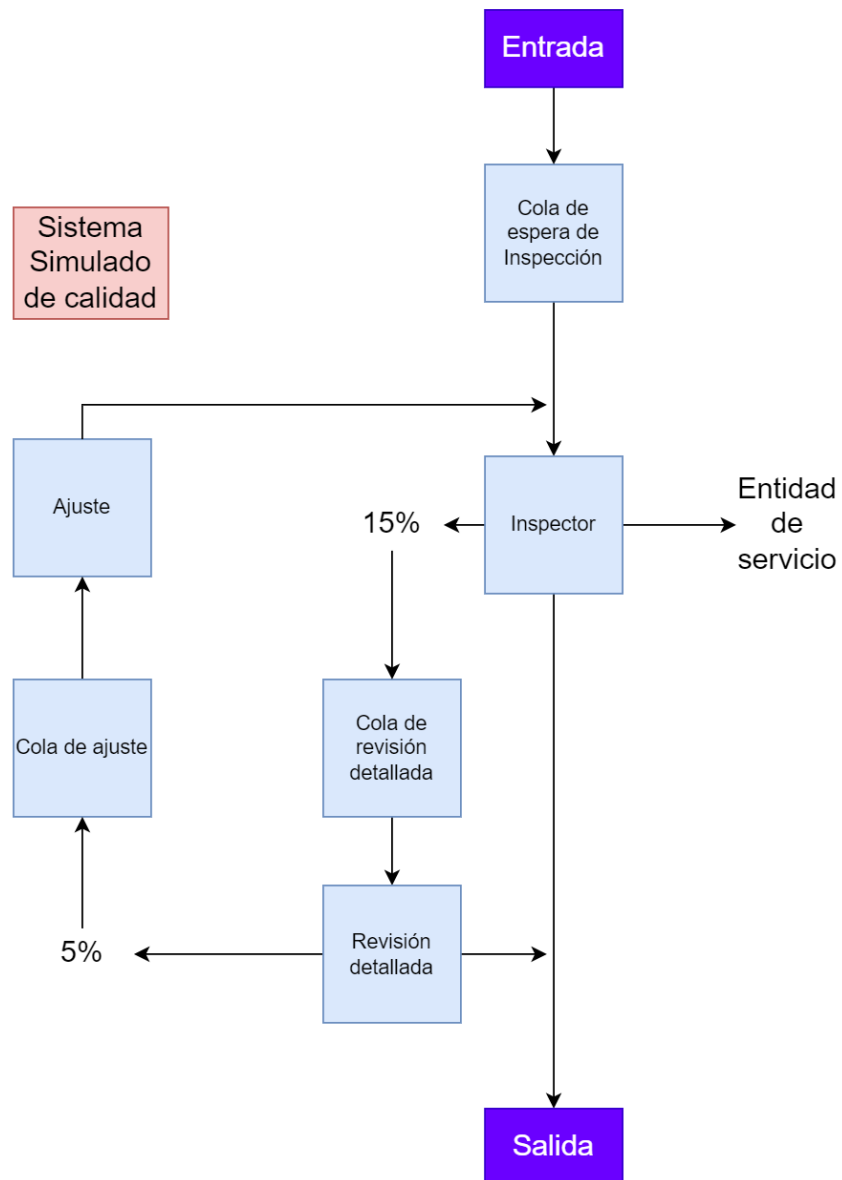 Entrada
Cola de
espera de
Inspección
Sistema
Simulado
de calidad
Ajuste
15%
Inspector
Entidad
de
servicio
Cola de ajuste
Cola de
revisión
detallada
5%
Revisión
detallada
Salida